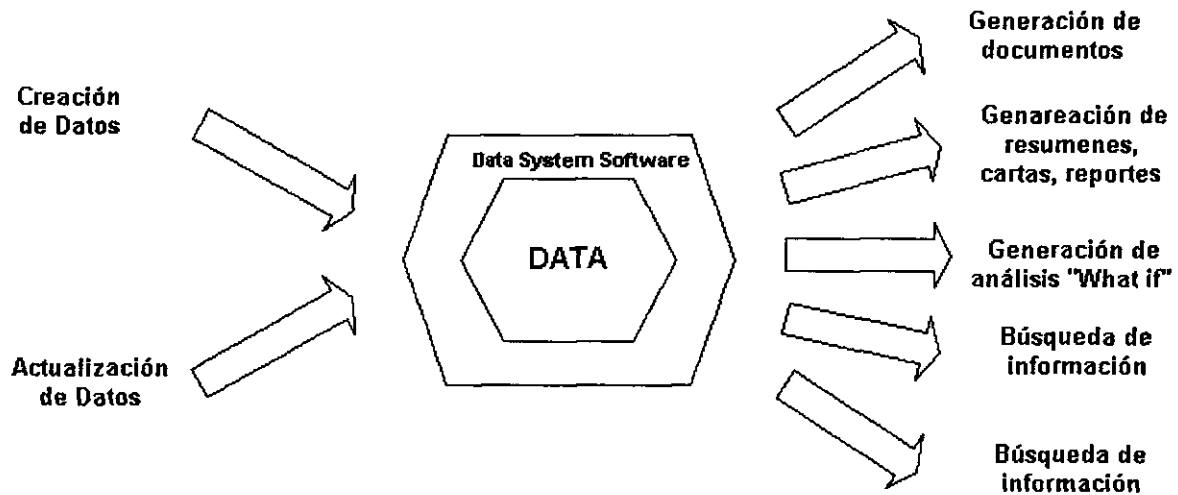 Creación
de Datos
Actualización
de Datos
Data System Software
DATA
Generación de
documentos
Genareación de
resumenes,
cartas, reportes
Generación de
análisis "What if"
Búsqueda de
información
Búsqueda de
información